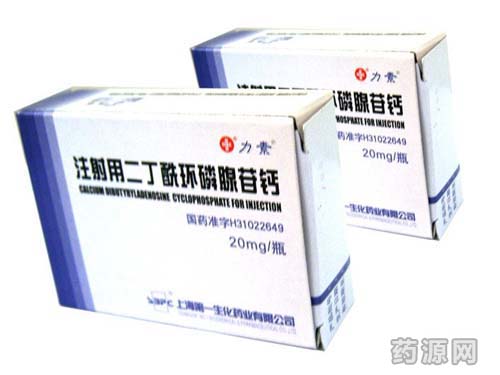 力素
注射用二丁酰环磷腺苷钙
CALCIUM DIBUTYRYLADENOSINE CYCLOPHOSPHATE FOR INJECTION
国药准字H31022649
20mg/瓶
SBPC 上海第一生化药业有限公司
力素
环磷腺苷钙
PHOSPHATE FOR INJECTION
药准字H31022649
20mg/瓶
生化药业有限公司
药源网